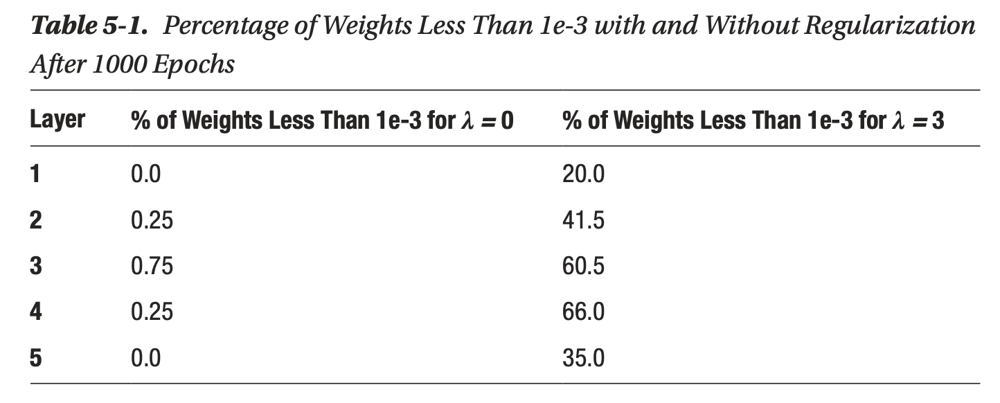 Table 5-1. Percentage of Weights Less Than 1e-3 with and Without Regularization
After 1000 Epochs
Layer % of Weights Less Than 1e-3 for λ = 0 % of Weights Less Than 1e-3 for λ = 3
1 0.0 20.0
2 0.25 41.5
3 0.75 60.5
4 0.25 66.0
5 0.0 35.0